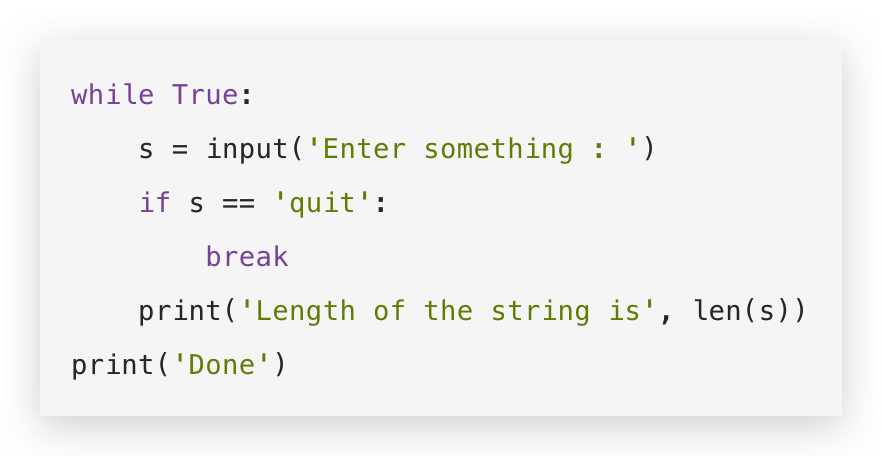 while True:
    s = input('Enter something : ')
    if s == 'quit':
        break
    print('Length of the string is', len(s))
print('Done')